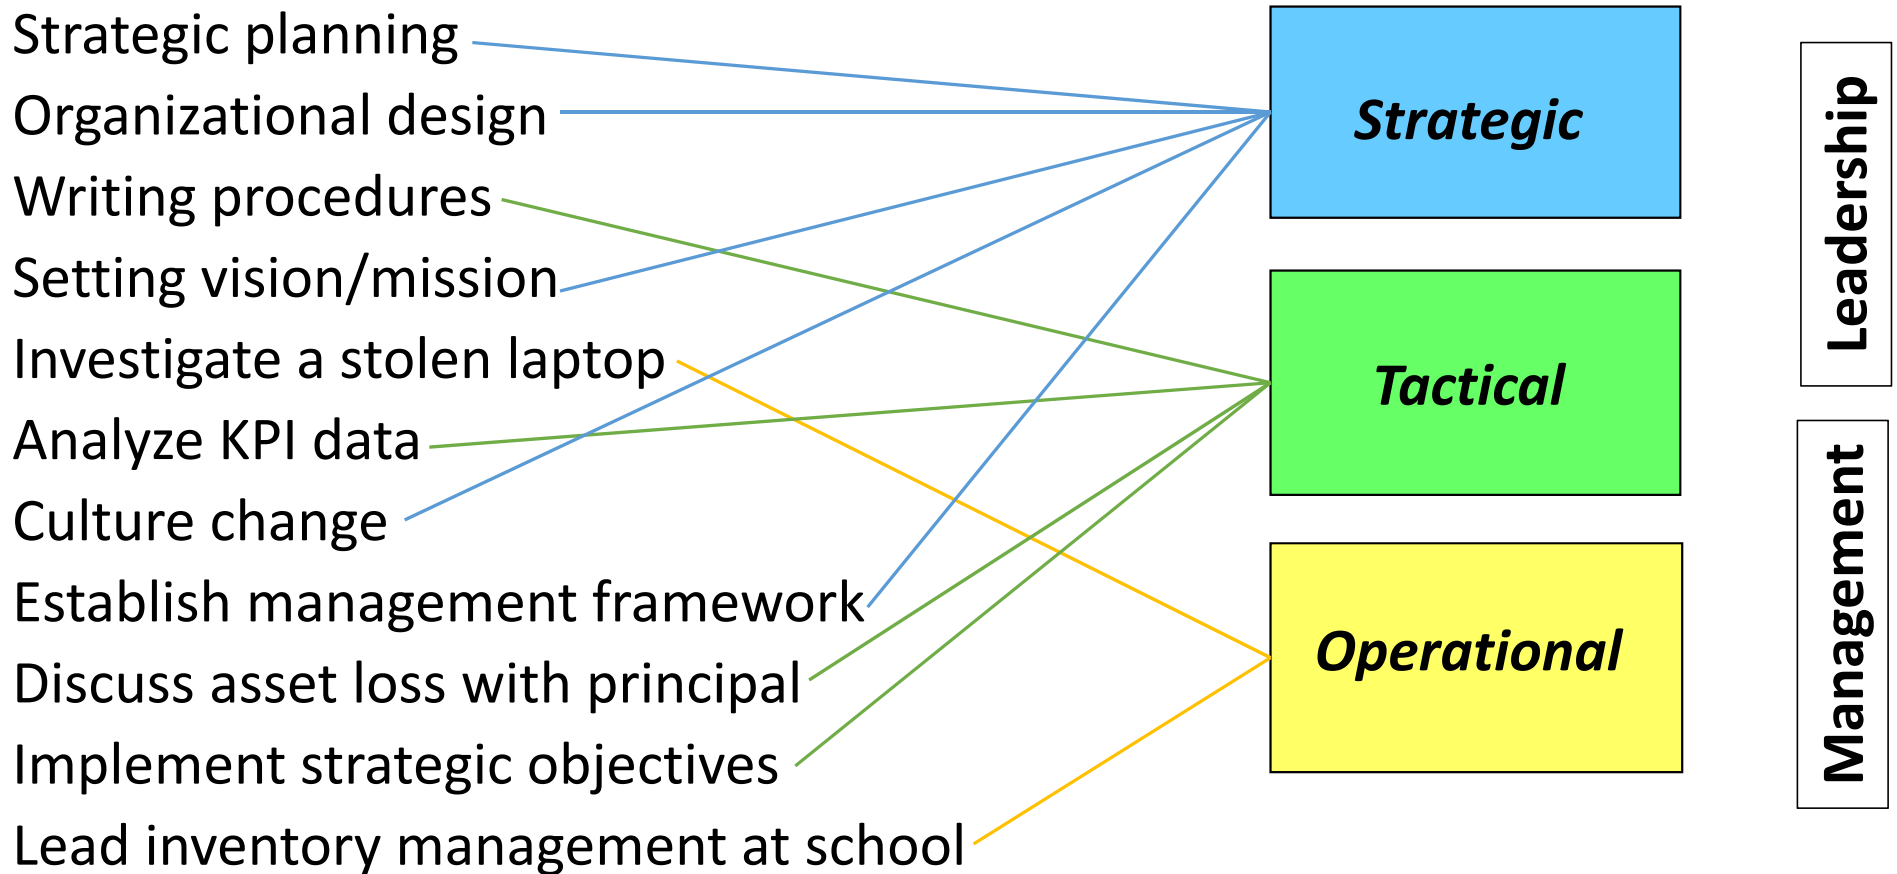 Strategic planning
Organizational design
Writing procedures
Setting vision/mission
Investigate a stolen laptop
Analyze KPI data
Culture change
Establish management framework
Discuss asset loss with principal
Implement strategic objectives
Lead inventory management at school
Strategic
Tactical
Operational
Leadership
Management